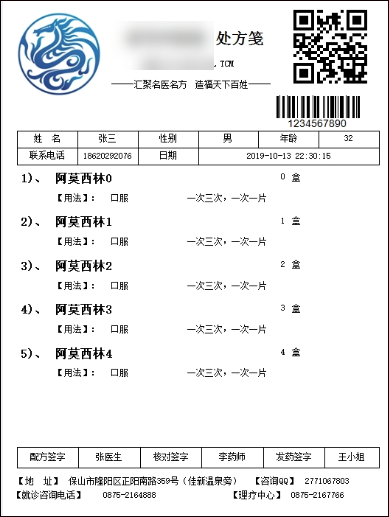 处方笺
,TCM
——汇聚名医名方 造福天下百姓——
1234567890
姓 名 张三 性别 男 年龄 32
联系电话 18620292076 日期 2019-10-13 22:30:15
1)、 阿莫西林0 0 盒
【用法】： 口服 一次三次，一次一片
2)、 阿莫西林1 1 盒
【用法】： 口服 一次三次，一次一片
3)、 阿莫西林2 2 盒
【用法】： 口服 一次三次，一次一片
4)、 阿莫西林3 3 盒
【用法】： 口服 一次三次，一次一片
5)、 阿莫西林4 4 盒
【用法】： 口服 一次三次，一次一片
配方签字 张医生 核对签字 李药师 发药签字 王小姐
【地 址】 保山市隆阳区正阳南路359号（佳新温泉旁） 【咨询QQ】 2771067803
【就诊咨询电话】 0875-2164888 【理疗中心】 0875-2167766